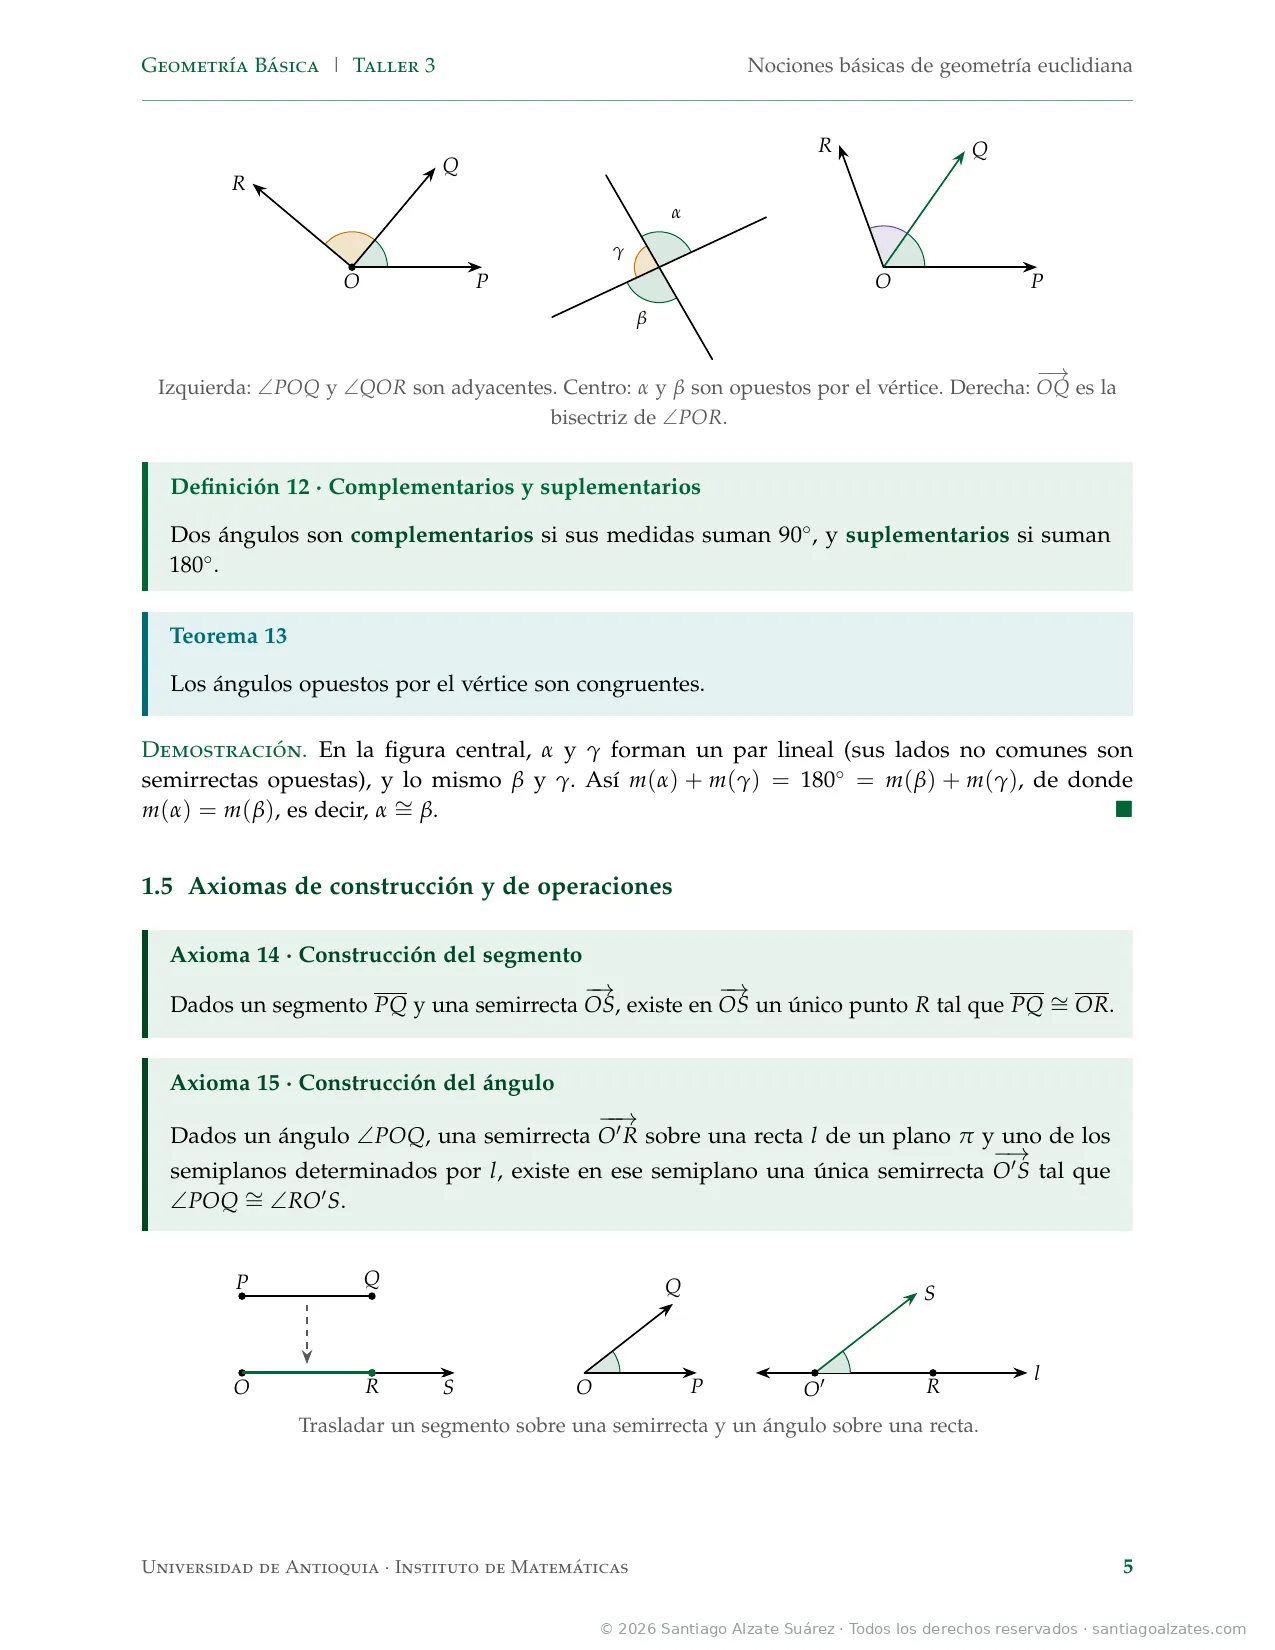 Geometría Básica | Taller 3
Nociones básicas de geometría euclidiana
R
Q
O
P
α
γ
β
R
Q
O
P
Izquierda: ∠POQ y ∠QOR son adyacentes. Centro: α y β son opuestos por el vértice. Derecha: $\overrightarrow{OQ}$ es la
bisectriz de ∠POR.
Definición 12 · Complementarios y suplementarios
Dos ángulos son complementarios si sus medidas suman 90°, y suplementarios si suman
180°.
Teorema 13
Los ángulos opuestos por el vértice son congruentes.
Demostración. En la figura central, α y γ forman un par lineal (sus lados no comunes son
semirrectas opuestas), y lo mismo β y γ. Así m(α) + m(γ) = 180° = m(β) + m(γ), de donde
m(α) = m(β), es decir, α ≅ β. ■
1.5 Axiomas de construcción y de operaciones
Axioma 14 · Construcción del segmento
Dados un segmento $\overline{PQ}$ y una semirrecta $\overrightarrow{OS}$, existe en $\overrightarrow{OS}$ un único punto R tal que $\overline{PQ}$ ≅ $\overline{OR}$.
Axioma 15 · Construcción del ángulo
Dados un ángulo ∠POQ, una semirrecta $\overrightarrow{O'R}$ sobre una recta l de un plano π y uno de los
semiplanos determinados por l, existe en ese semiplano una única semirrecta $\overrightarrow{O'S}$ tal que
∠POQ ≅ ∠RO′S.
P
Q
O
R
S
Q
O
P
S
O′
R
l
Trasladar un segmento sobre una semirrecta y un ángulo sobre una recta.
Universidad de Antioquia · Instituto de Matemáticas
5
© 2026 Santiago Alzate Suárez · Todos los derechos reservados · santiagoalzates.com